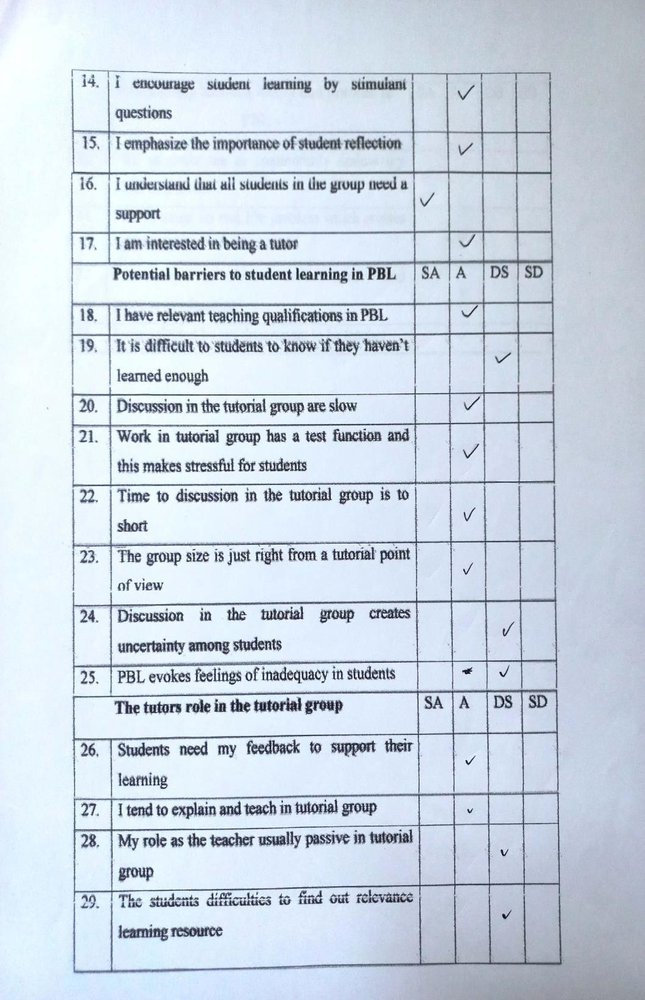 14. I encourage student learning by stimulant ✓
questions
15. I emphasize the importance of student reflection ✓
16. I understand that all students in the group need a ✓
support
17. I am interested in being a tutor ✓
Potential barriers to student learning in PBL SA A DS SD
18. I have relevant teaching qualifications in PBL ✓
19. It is difficult to students to know if they haven't ✓
learned enough
20. Discussion in the tutorial group are slow ✓
21. Work in tutorial group has a test function and ✓
this makes stressful for students
22. Time to discussion in the tutorial group is to ✓
short
23. The group size is just right from a tutorial point ✓
of view
24. Discussion in the tutorial group creates ✓
uncertainty among students
25. PBL evokes feelings of inadequacy in students ✓
The tutors role in the tutorial group SA A DS SD
26. Students need my feedback to support their ✓
learning
27. I tend to explain and teach in tutorial group ✓
28. My role as the teacher usually passive in tutorial ✓
group
29. The students difficulties to find out relevance ✓
learning resource